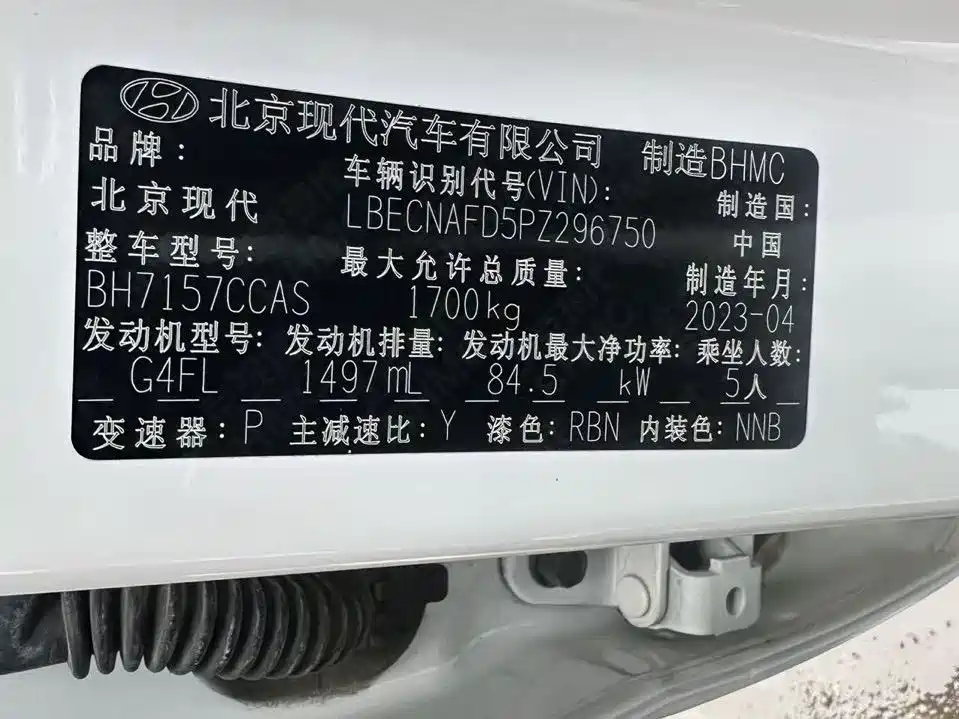 北京现代汽车有限公司 制造BHMC
品牌: 车辆识别代号(VIN): 制造国:
北京现代 LBECNAFD5PZ296750 中国
整车型号: 最大允许总质量: 制造年月:
BH7157CCAS 1700kg 2023-04
发动机型号: 发动机排量: 发动机最大净功率: 乘坐人数:
G4FL 1497mL 84.5 kW 5人
变速器: P 主减速比: Y 漆色: RBN 内装色: NNB